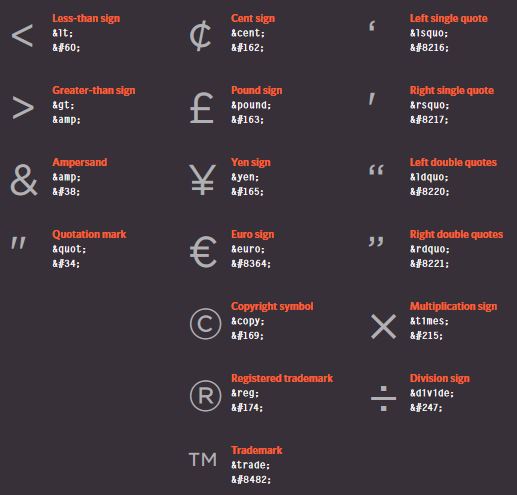 <
Less-than sign
&lt;
&#60;
>
Greater-than sign
&gt;
&amp;
&
Ampersand
&amp;
&#38;
"
Quotation mark
&quot;
&#34;
¢
Cent sign
&cent;
&#162;
£
Pound sign
&pound;
&#163;
¥
Yen sign
&yen;
&#165;
€
Euro sign
&euro;
&#8364;
©
Copyright symbol
&copy;
&#169;
®
Registered trademark
&reg;
&#174;
™
Trademark
&trade;
&#8482;
‘
Left single quote
&lsquo;
&#8216;
'
Right single quote
&rsquo;
&#8217;
“
Left double quotes
&ldquo;
&#8220;
”
Right double quotes
&rdquo;
&#8221;
×
Multiplication sign
&times;
&#215;
÷
Division sign
&divide;
&#247;